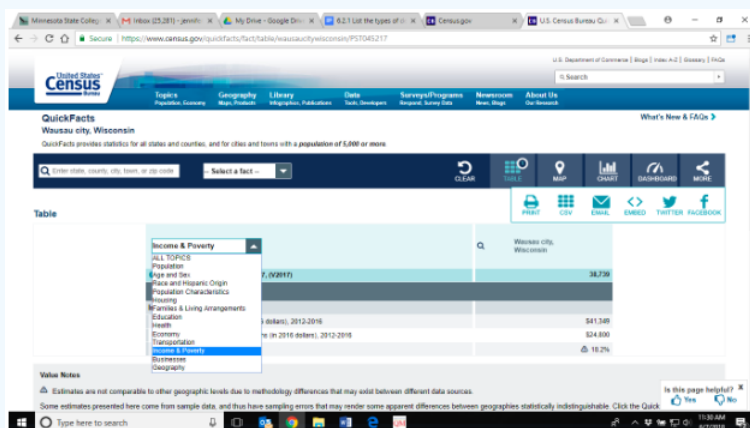 Minnesota State Colleg
Inbox (25,281) - jennife
My Drive - Google Driv
6.2.1 List the types of d
Census.gov
U.S. Census Bureau Qui
Secure | https://www.census.gov/quickfacts/fact/table/wausaucitywisconsin/PST045217
U.S. Department of Commerce | Blogs | Index A-Z | Glossary | FAQs
United States
Census
Bureau
Search
Topics
Population, Economy
Geography
Maps, Products
Library
Infographics, Publications
Data
Tools, Developers
Surveys/Programs
Respond, Survey Data
Newsroom
News, Blogs
About Us
Our Research
QuickFacts
Wausau city, Wisconsin
What's New & FAQs
QuickFacts provides statistics for all states and counties, and for cities and towns with a population of 5,000 or more.
Enter state, county, city, town, or zip code
-- Select a fact --
CLEAR
TABLE
MAP
CHART
DASHBOARD
MORE
PRINT
CSV
EMAIL
EMBED
TWITTER
FACEBOOK
Table
Income & Poverty
Wausau city,
Wisconsin
ALL TOPICS
Population
Age and Sex
Race and Hispanic Origin
Population Characteristics
Housing
Families & Living Arrangements
Education
Health
Economy
Transportation
Income & Poverty
Businesses
Geography
7, (V2017)
38,739
dollars), 2012-2016
$41,349
(in 2016 dollars), 2012-2016
$24,800
18.2%
Value Notes
Estimates are not comparable to other geographic levels due to methodology differences that may exist between different data sources.
Some estimates presented here come from sample data, and thus have sampling errors that may render some apparent differences between geographies statistically indistinguishable. Click the Quick
Is this page helpful?
X
Yes
No
Type here to search
11:30 AM